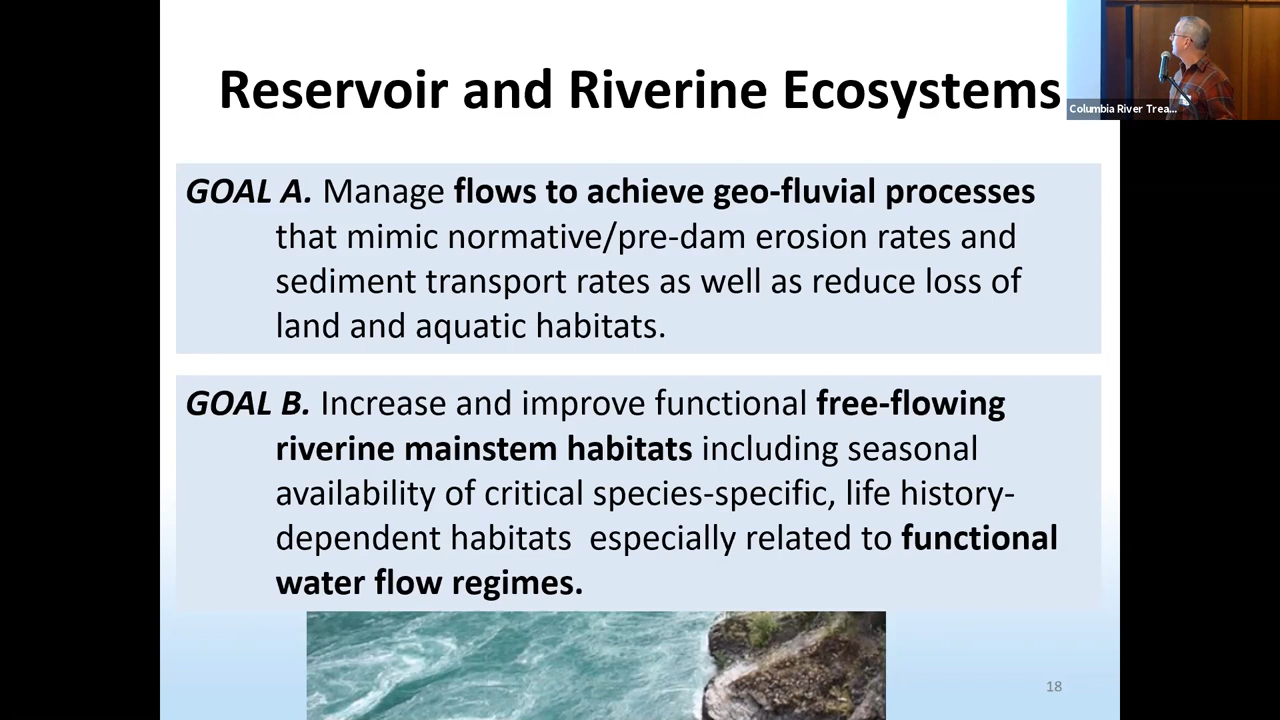 Reservoir and Riverine Ecosystems
Columbia River Trea...
GOAL A. Manage flows to achieve geo-fluvial processes
that mimic normative/pre-dam erosion rates and
sediment transport rates as well as reduce loss of
land and aquatic habitats.
GOAL B. Increase and improve functional free-flowing
riverine mainstem habitats including seasonal
availability of critical species-specific, life history-
dependent habitats  especially related to functional
water flow regimes.
18